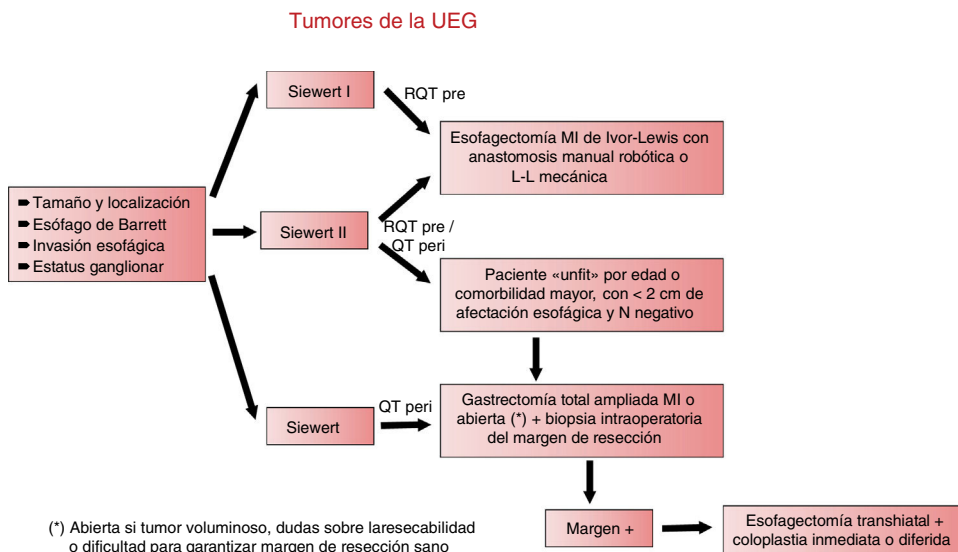 Tumores de la UEG
Siewert I
RQT pre
Esofagectomía MI de Ivor-Lewis con
anastomosis manual robótica o
L-L mecánica
➨ Tamaño y localización
➨ Esófago de Barrett
➨ Invasión esofágica
➨ Estatus ganglionar
Siewert II
RQT pre /
QT peri
Paciente «unfit» por edad o
comorbilidad mayor, con < 2 cm de
afectación esofágica y N negativo
Siewert
QT peri
Gastrectomía total ampliada MI o
abierta (*) + biopsia intraoperatoria
del margen de resección
Margen +
Esofagectomía transhiatal +
coloplastia inmediata o diferida
(*) Abierta si tumor voluminoso, dudas sobre laresecabilidad
o dificultad para garantizar margen de resección sano